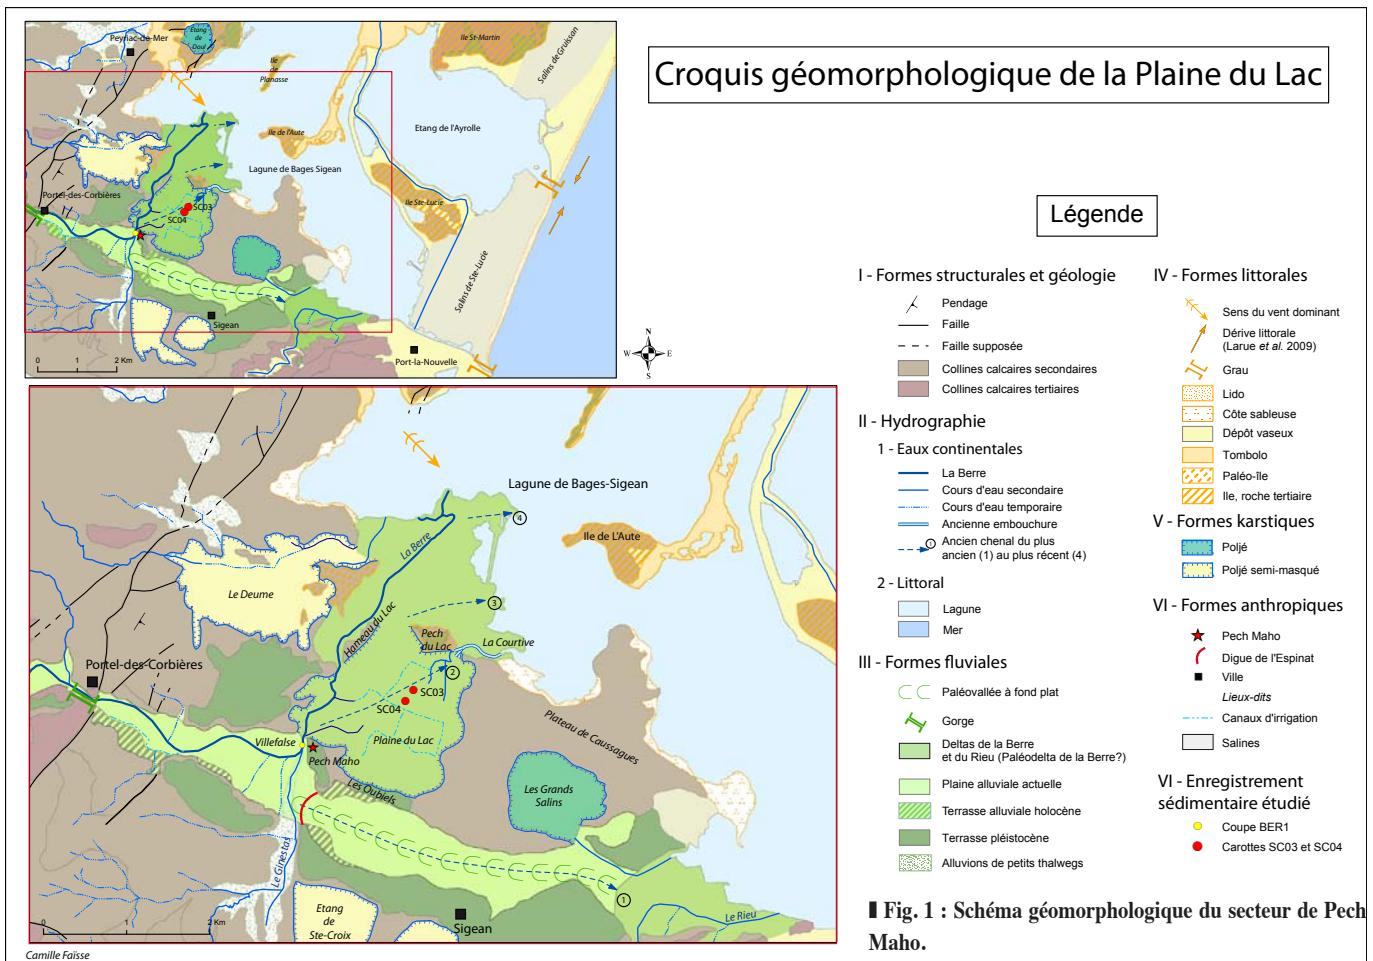 Croquis géomorphologique de la Plaine du Lac
Peyriac-de-Mer
Etang
de
Doul
Ile
de
Planasse
Ile St-Martin
Salins de Gruissan
Etang de l'Ayrolle
Ile de l'Aute
Lagune de Bages Sigean
Portel-des-Corbières
SC03
SC04
Ile Ste-Lucie
Salins de Ste-Lucie
Sigean
Port-la-Nouvelle
0 1 2 Km
N
W E
S
Lagune de Bages-Sigean
4
La Berre
Ile de L'Aute
Le Deume
Hameau du Lac
3
Pech
du Lac
La Courtive
2
Portel-des-Corbières
SC03
SC04
Plateau de Caussagues
Villefalse
Plaine du Lac
Pech Maho
Les Oubiels
Les Grands
Salins
Le Ginestas
1
Etang
de
Ste-Croix
Sigean
Le Rieu
0 1 2 Km
Camille Faïsse
Légende
I - Formes structurales et géologie
Pendage
Faille
Faille supposée
Collines calcaires secondaires
Collines calcaires tertiaires
II - Hydrographie
1 - Eaux continentales
La Berre
Cours d'eau secondaire
Cours d'eau temporaire
Ancienne embouchure
1
Ancien chenal du plus
ancien (1) au plus récent (4)
2 - Littoral
Lagune
Mer
III - Formes fluviales
Paléovallée à fond plat
Gorge
Deltas de la Berre
et du Rieu (Paléodelta de la Berre?)
Plaine alluviale actuelle
Terrasse alluviale holocène
Terrasse pléistocène
Alluvions de petits thalwegs
IV - Formes littorales
Sens du vent dominant
Dérive littorale
(Larue et al. 2009)
Grau
Lido
Côte sableuse
Dépôt vaseux
Tombolo
Paléo-île
Ile, roche tertiaire
V - Formes karstiques
Poljé
Poljé semi-masqué
VI - Formes anthropiques
Pech Maho
Digue de l'Espinat
Ville
Lieux-dits
Canaux d'irrigation
Salines
VI - Enregistrement
sédimentaire étudié
Coupe BER1
Carottes SC03 et SC04
Fig. 1 : Schéma géomorphologique du secteur de Pech
Maho.